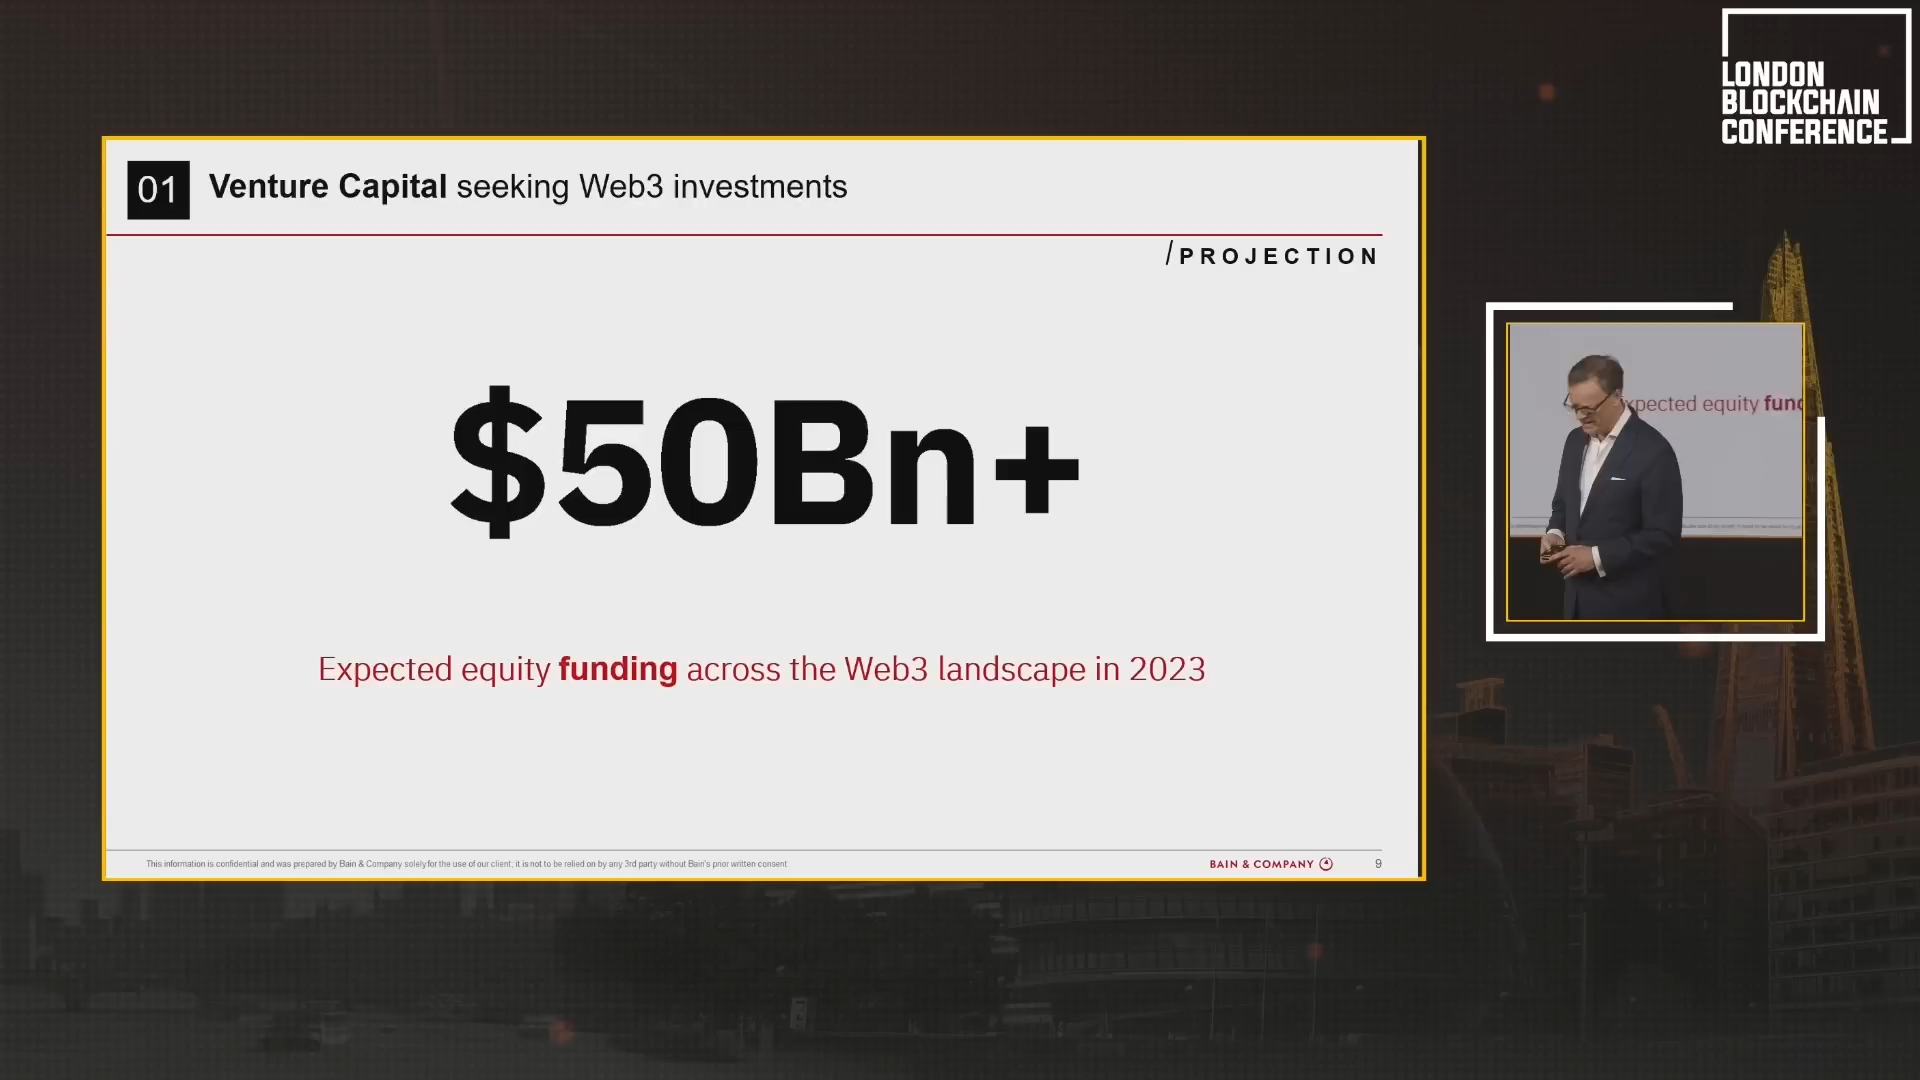 LONDON
BLOCKCHAIN
CONFERENCE
01 Venture Capital seeking Web3 investments
/PROJECTION
$50Bn+
Expected equity funding across the Web3 landscape in 2023
This information is confidential and was prepared by Bain & Company solely for the use of our client; it is not to be relied on by any 3rd party without Bain's prior written consent
BAIN & COMPANY
9
xpected equity func